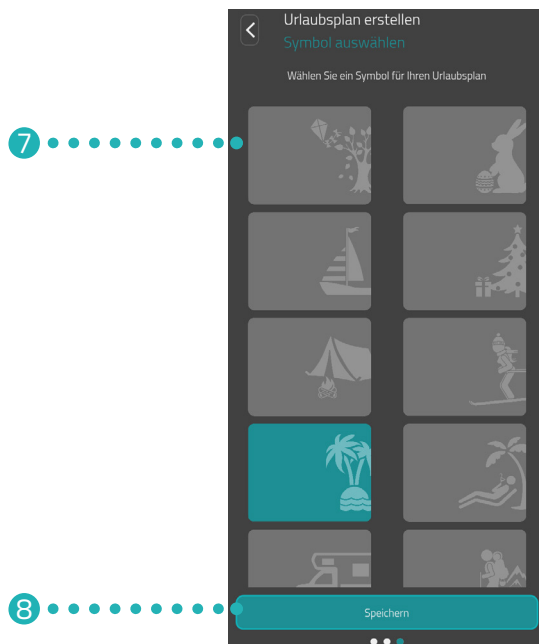 Urlaubsplan erstellen
Symbol auswählen
Wählen Sie ein Symbol für Ihren Urlaubsplan
7
8
Speichern